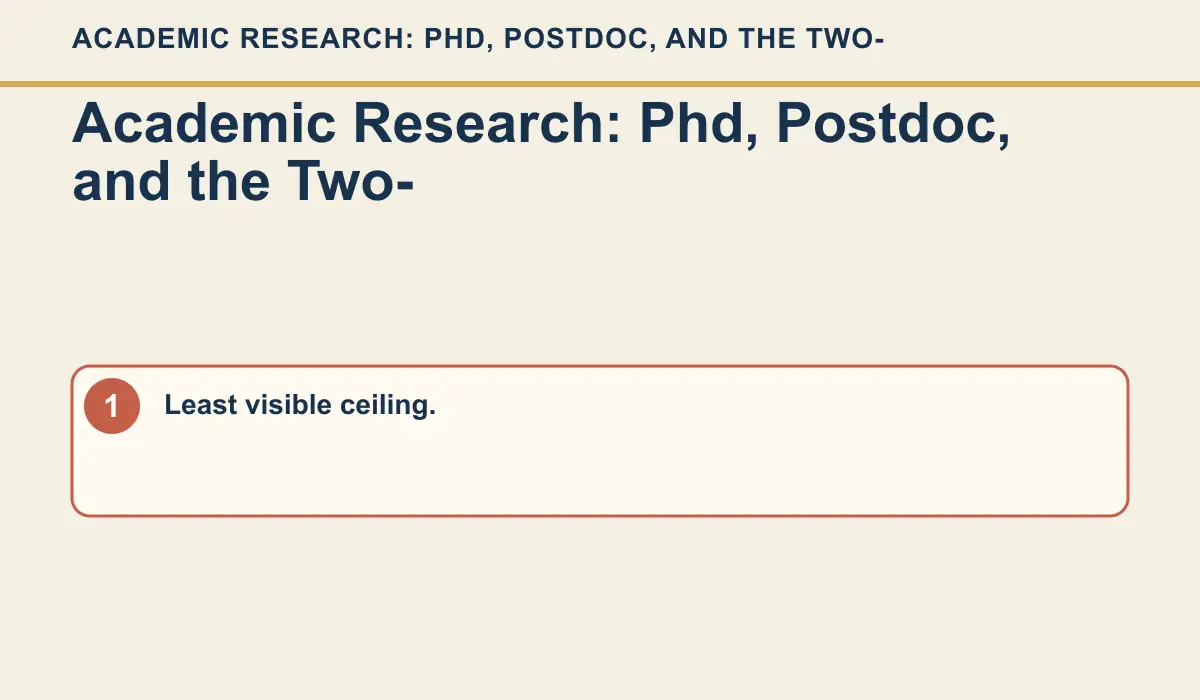 ACADEMIC RESEARCH: PHD, POSTDOC, AND THE TWO-
Academic Research: Phd, Postdoc,
and the Two-
1 Least visible ceiling.